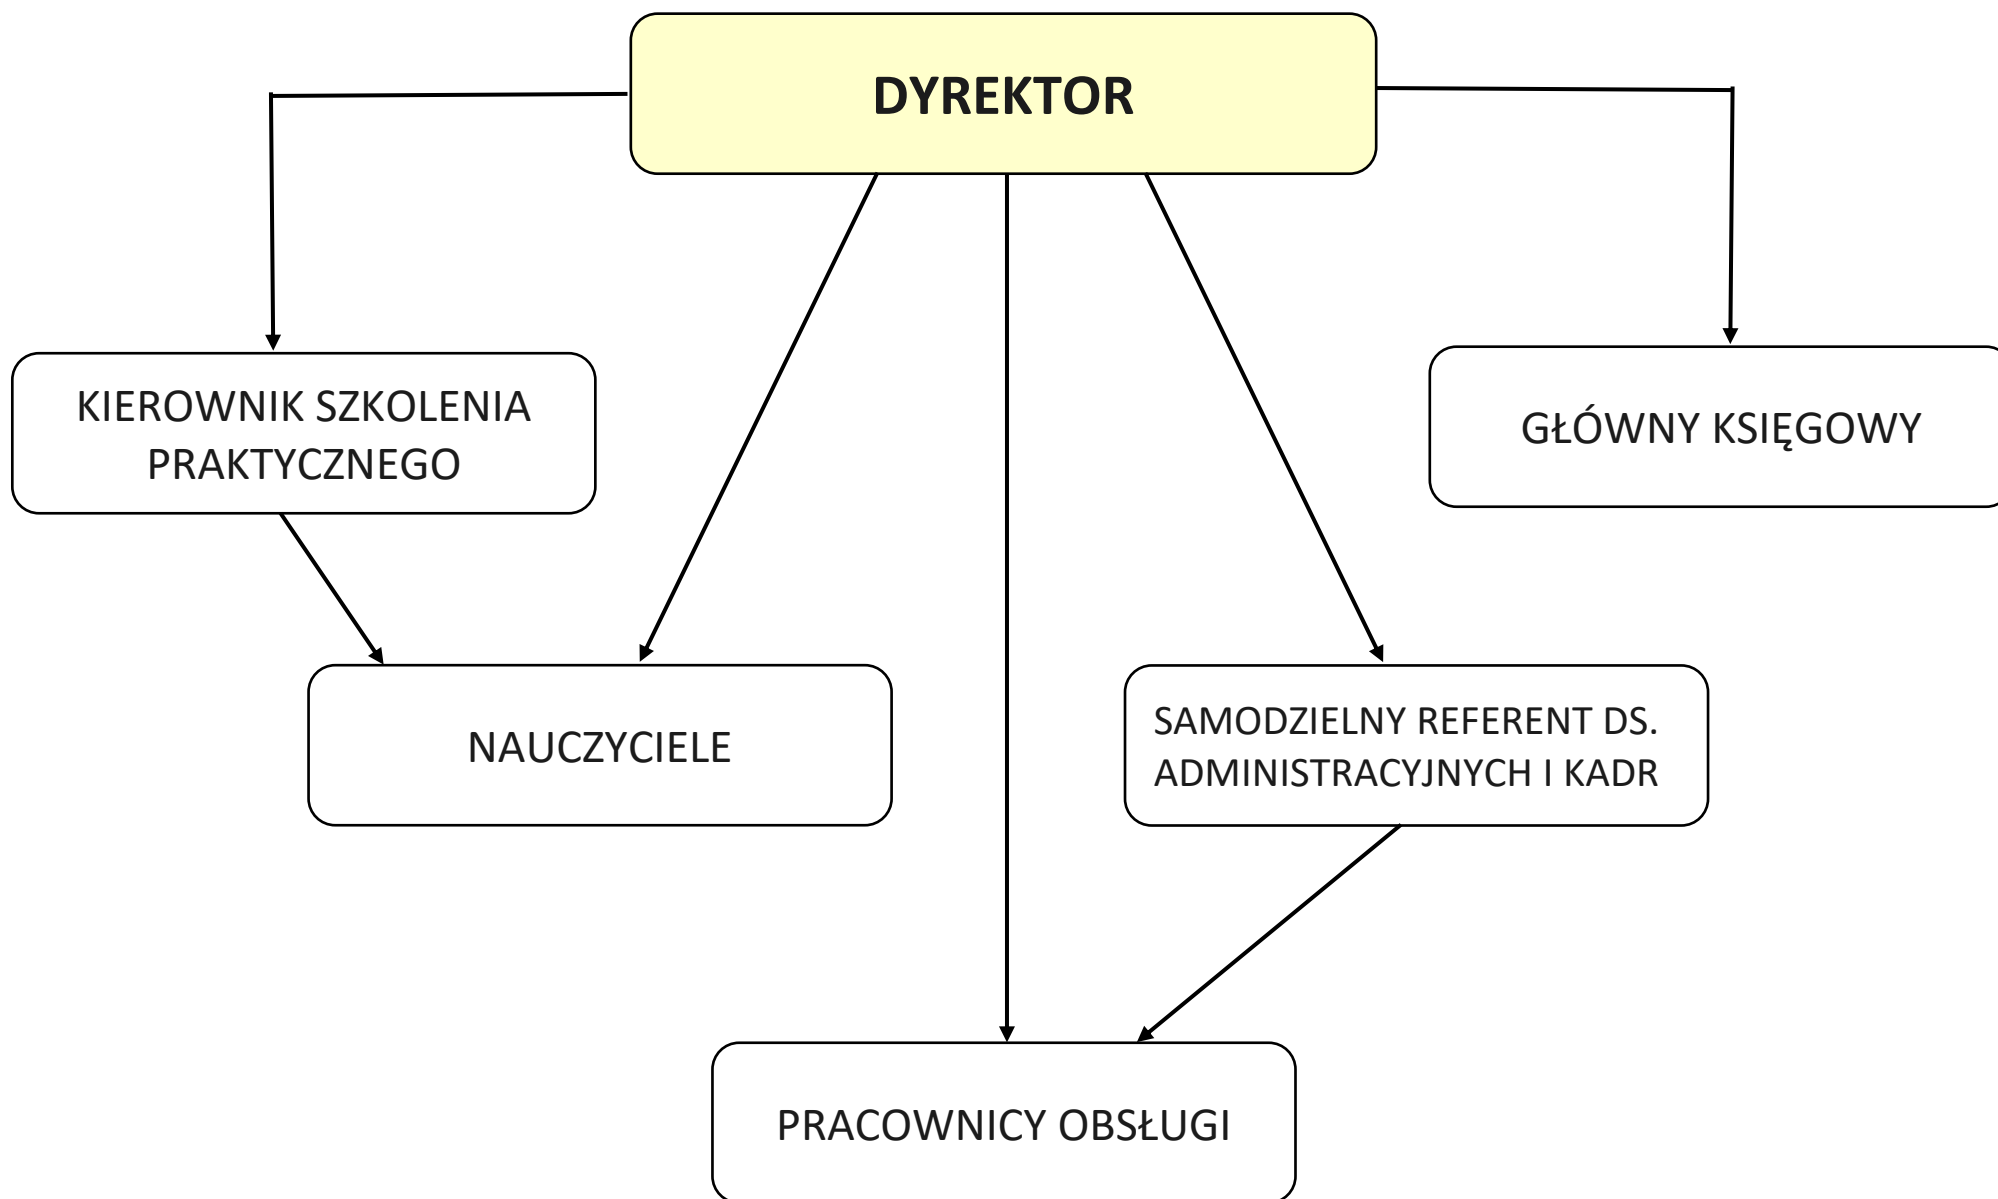 DYREKTOR
KIEROWNIK SZKOLENIA
PRAKTYCZNEGO
GŁÓWNY KSIĘGOWY
NAUCZYCIELE
SAMODZIELNY REFERENT DS.
ADMINISTRACYJNYCH I KADR
PRACOWNICY OBSŁUGI